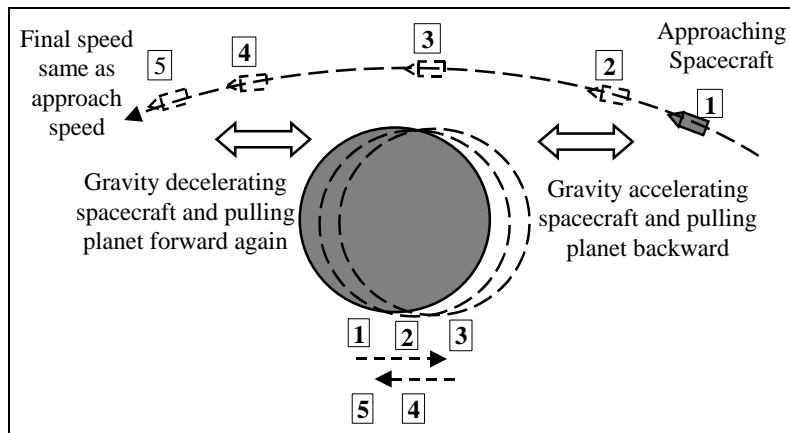 Final speed
same as
approach
speed
5
4
3
2
1
Approaching
Spacecraft
Gravity decelerating
spacecraft and pulling
planet forward again
Gravity accelerating
spacecraft and pulling
planet backward
1 2 3
5 4